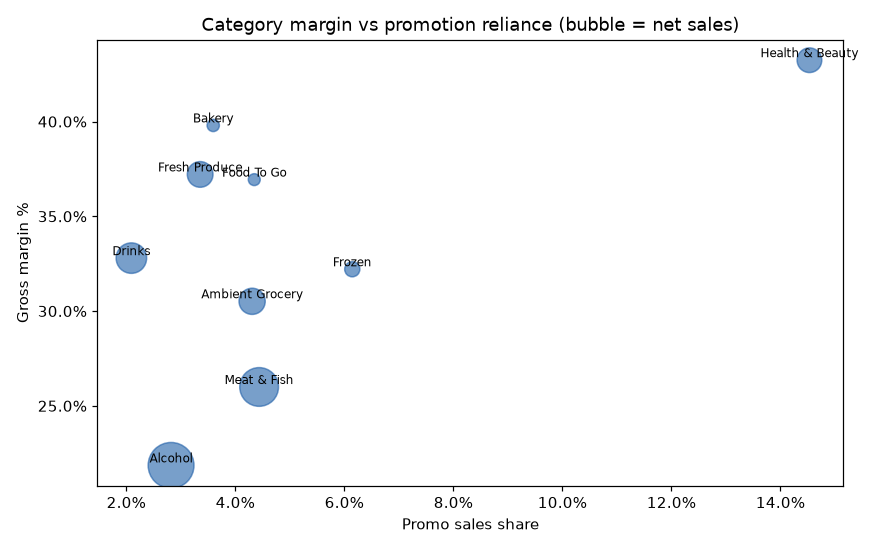 Category margin vs promotion reliance (bubble = net sales)
Health & Beauty
Bakery
40.0%
Fresh Produce
Food To Go
35.0%
Drinks
Frozen
Gross margin %
30.0%
Ambient Grocery
Meat & Fish
25.0%
Alcohol
2.0% 4.0% 6.0% 8.0% 10.0% 12.0% 14.0%
Promo sales share